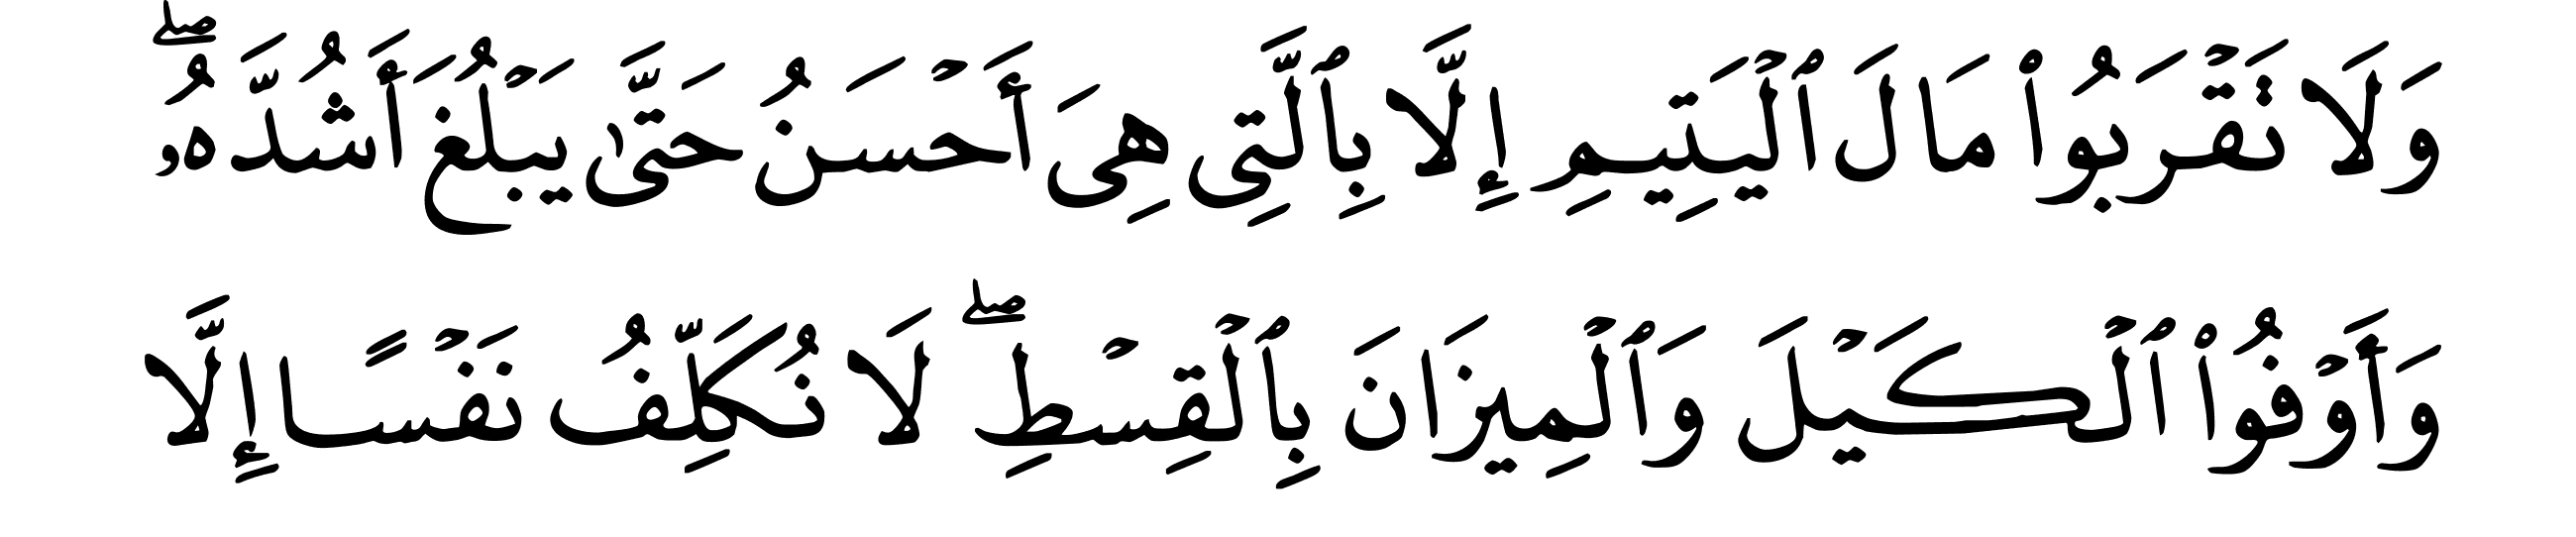 وَلَا تَقۡرَبُواْ مَالَ ٱلۡيَتِيمِ إِلَّا بِٱلَّتِى هِىَ أَحۡسَنُ حَتَّىٰ يَبۡلُغَ أَشُدَّهُۥۖ
وَأَوۡفُواْ ٱلۡكَيۡلَ وَٱلۡمِيزَانَ بِٱلۡقِسۡطِۖ لَا نُكَلِّفُ نَفۡسًا إِلَّا